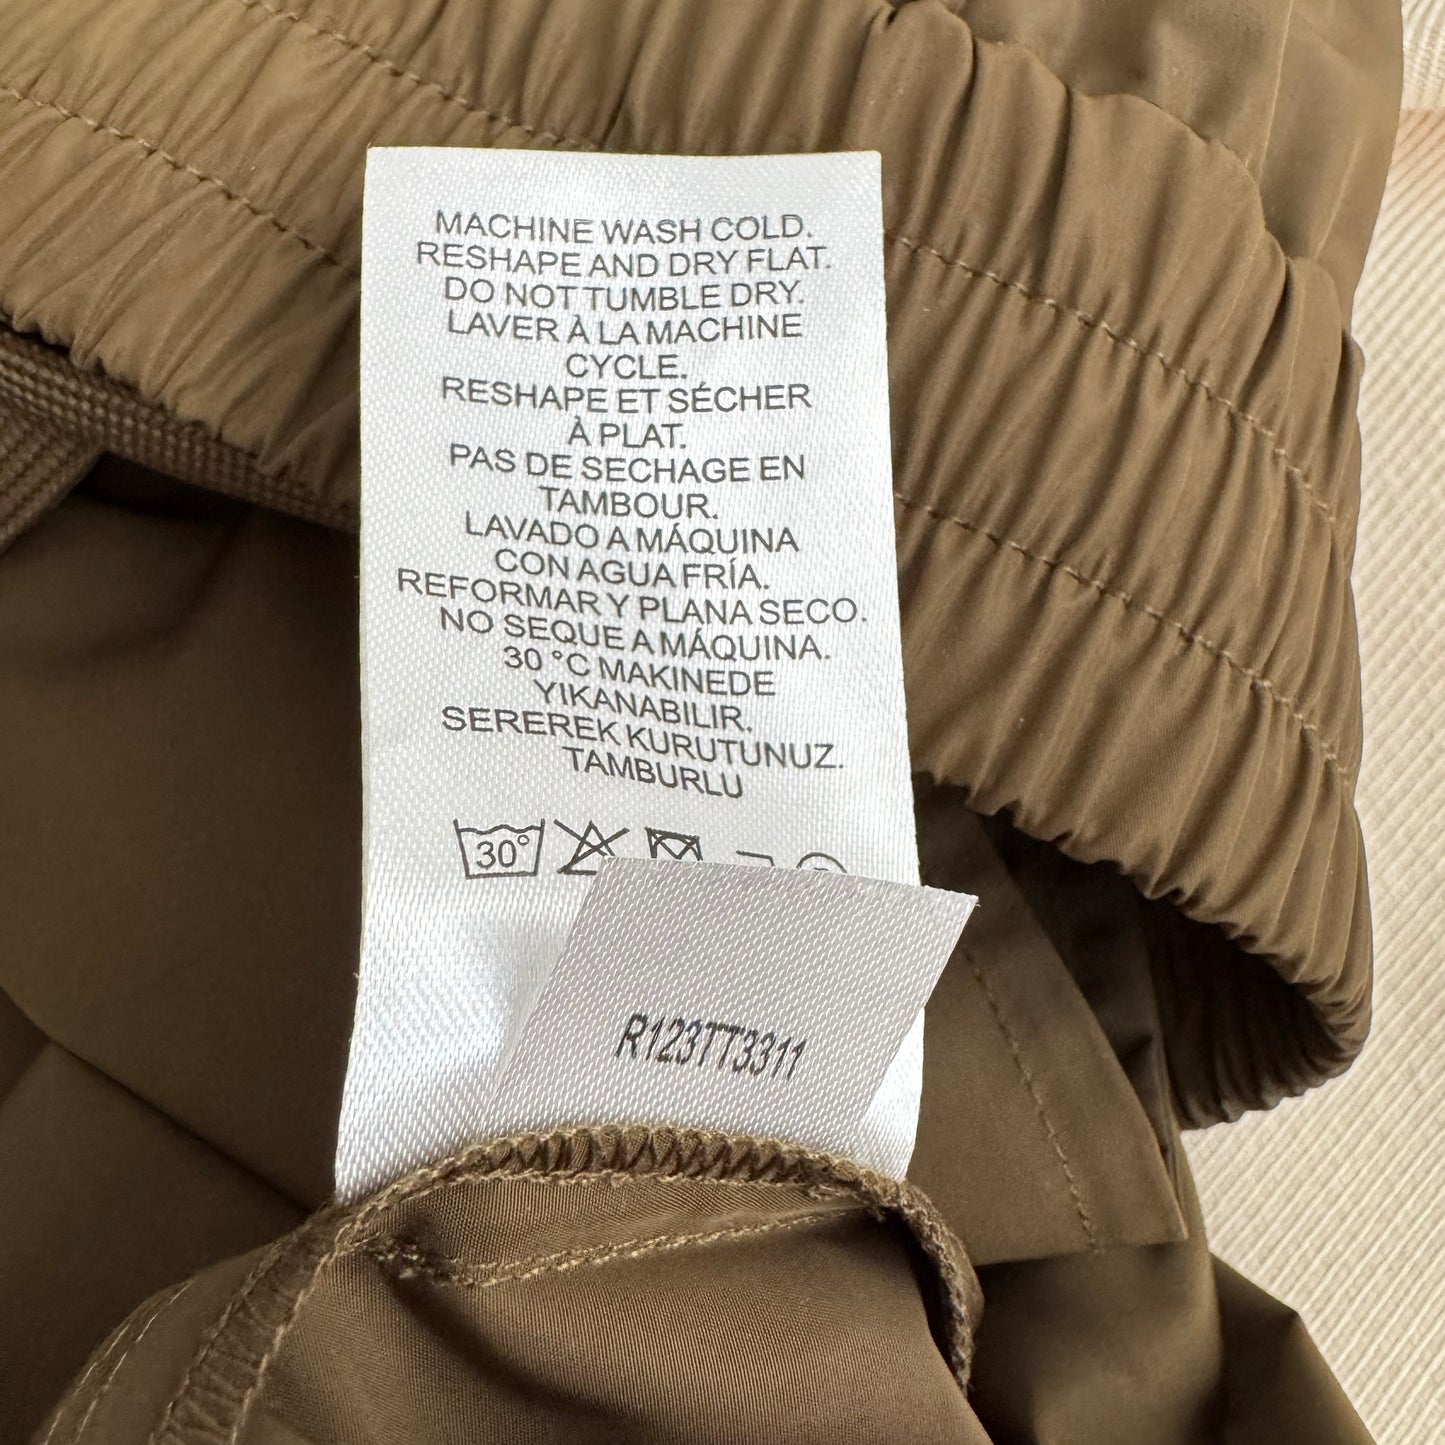 MACHINE WASH COLD.
RESHAPE AND DRY FLAT.
DO NOT TUMBLE DRY.
LAVER À LA MACHINE
CYCLE.
RESHAPE ET SÉCHER
À PLAT.
PAS DE SECHAGE EN
TAMBOUR.
LAVADO A MÁQUINA
CON AGUA FRÍA.
REFORMAR Y PLANA SECO.
NO SEQUE A MÁQUINA.
30 °C MAKINEDE
YIKANABILIR.
SEREREK KURUTUNUZ.
TAMBURLU
30°
R123TT3311